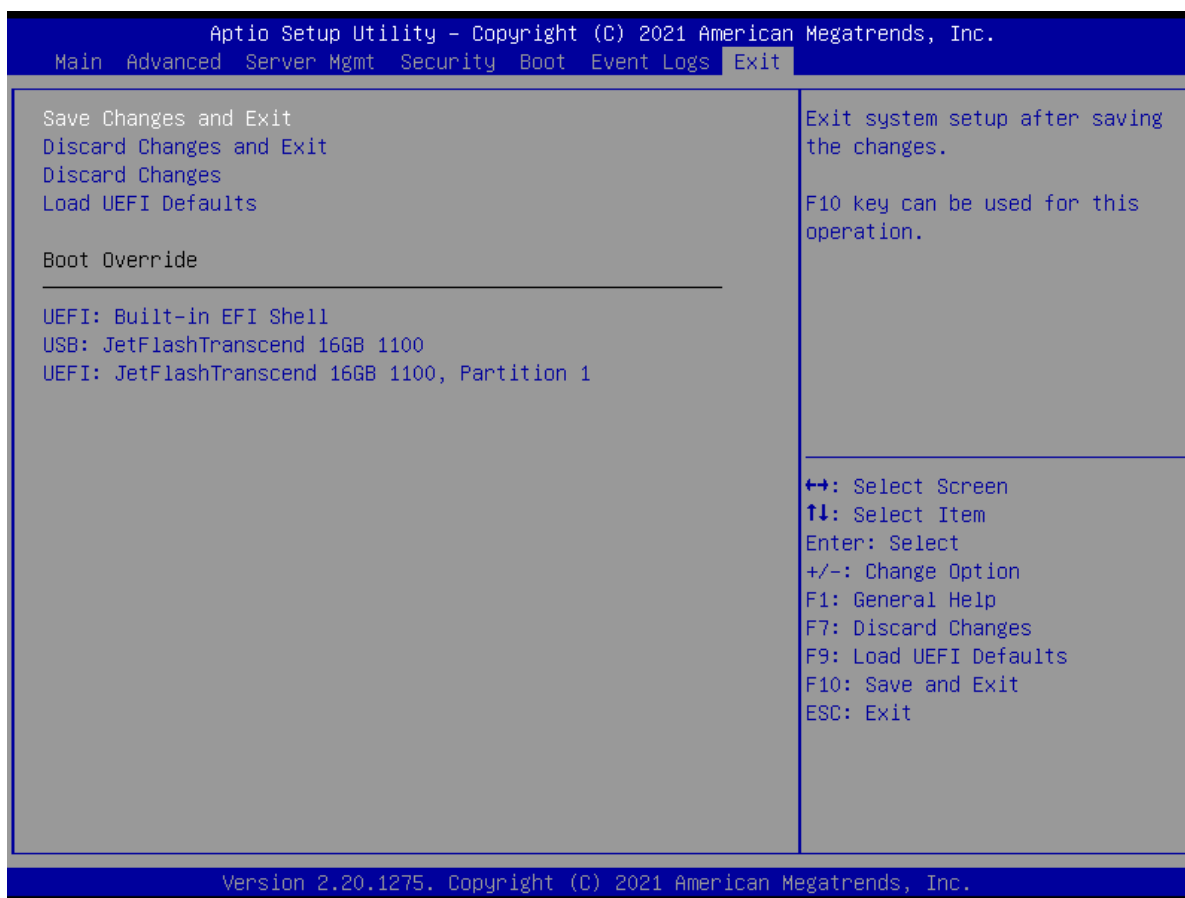 Aptio Setup Utility – Copyright (C) 2021 American Megatrends, Inc.
Main Advanced Server Mgmt Security Boot Event Logs Exit
Save Changes and Exit
Discard Changes and Exit
Discard Changes
Load UEFI Defaults
Boot Override
UEFI: Built-in EFI Shell
USB: JetFlashTranscend 16GB 1100
UEFI: JetFlashTranscend 16GB 1100, Partition 1
Exit system setup after saving
the changes.
F10 key can be used for this
operation.
↔: Select Screen
↑↓: Select Item
Enter: Select
+/-: Change Option
F1: General Help
F7: Discard Changes
F9: Load UEFI Defaults
F10: Save and Exit
ESC: Exit
Version 2.20.1275. Copyright (C) 2021 American Megatrends, Inc.